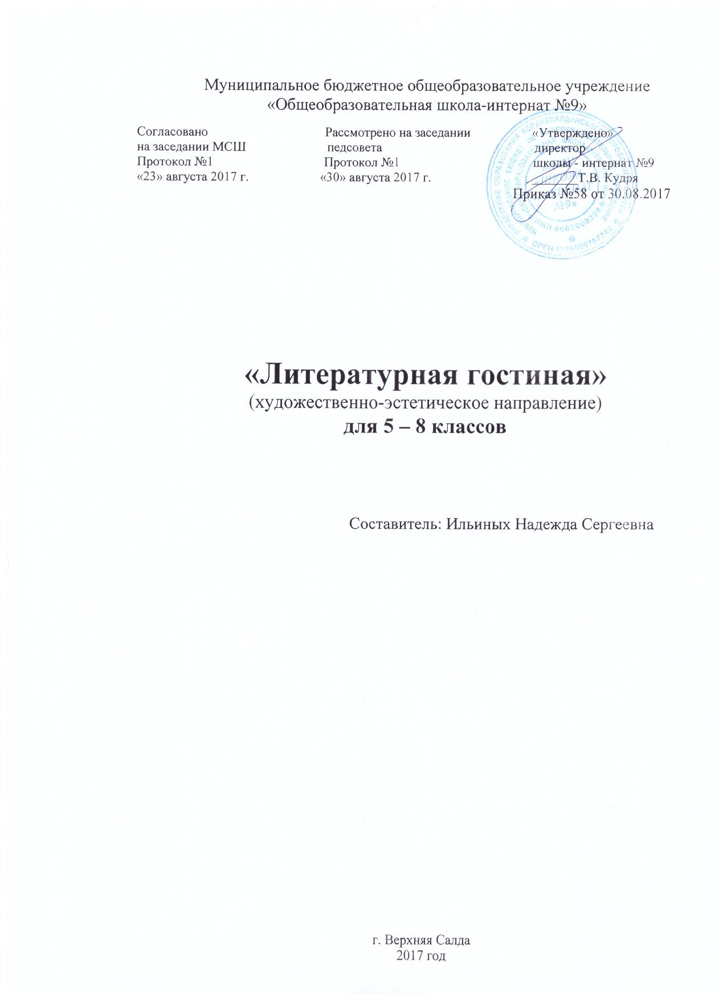 Муниципальное бюджетное общеобразовательное учреждение
«Общеобразовательная школа-интернат №9»
Согласовано
на заседании МСШ
Протокол №1
«23» августа 2017 г.
Рассмотрено на заседании
педсовета
Протокол №1
«30» августа 2017 г.
«Утверждено»
директор
школы - интернат №9
Т.В. Кудря
Приказ №58 от 30.08.2017
№9»
«Литературная гостиная»
(художественно-эстетическое направление)
для 5 – 8 классов
Составитель: Ильиных Надежда Сергеевна
г. Верхняя Салда
2017 год